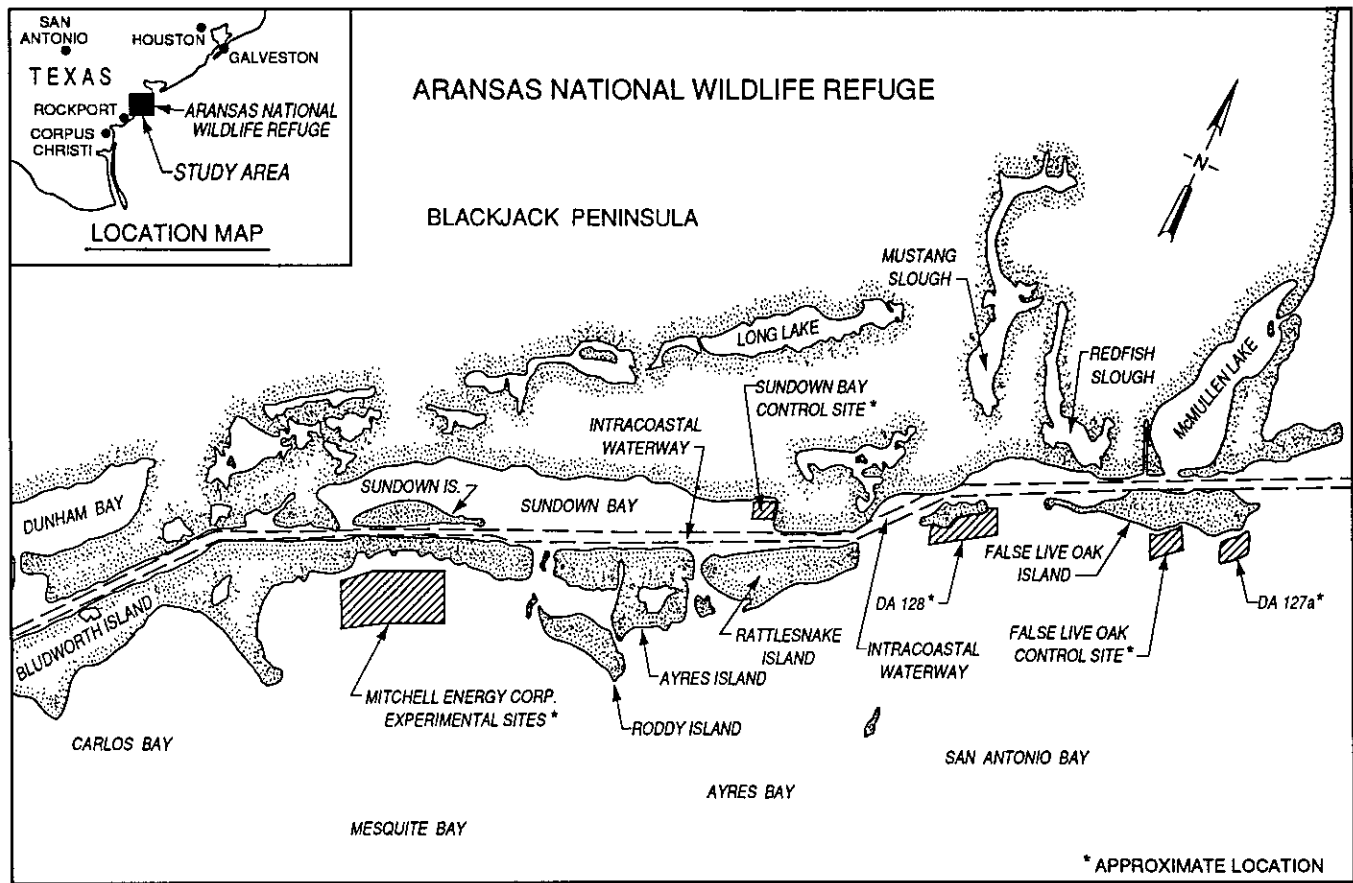 SAN
ANTONIO
HOUSTON
GALVESTON
TEXAS
ROCKPORT
ARANSAS NATIONAL
WILDLIFE REFUGE
CORPUS
CHRISTI
STUDY AREA
LOCATION MAP
ARANSAS NATIONAL WILDLIFE REFUGE
-N-
BLACKJACK PENINSULA
MUSTANG
SLOUGH
LONG LAKE
REDFISH
SLOUGH
McMULLEN LAKE
SUNDOWN BAY
CONTROL SITE *
INTRACOASTAL
WATERWAY
DUNHAM BAY
SUNDOWN IS.
SUNDOWN BAY
BLUDWORTH ISLAND
FALSE LIVE OAK
ISLAND
DA 128 *
DA 127a *
FALSE LIVE OAK
CONTROL SITE *
RATTLESNAKE
ISLAND
INTRACOASTAL
WATERWAY
AYRES ISLAND
MITCHELL ENERGY CORP.
EXPERIMENTAL SITES *
RODDY ISLAND
CARLOS BAY
SAN ANTONIO BAY
AYRES BAY
MESQUITE BAY
* APPROXIMATE LOCATION